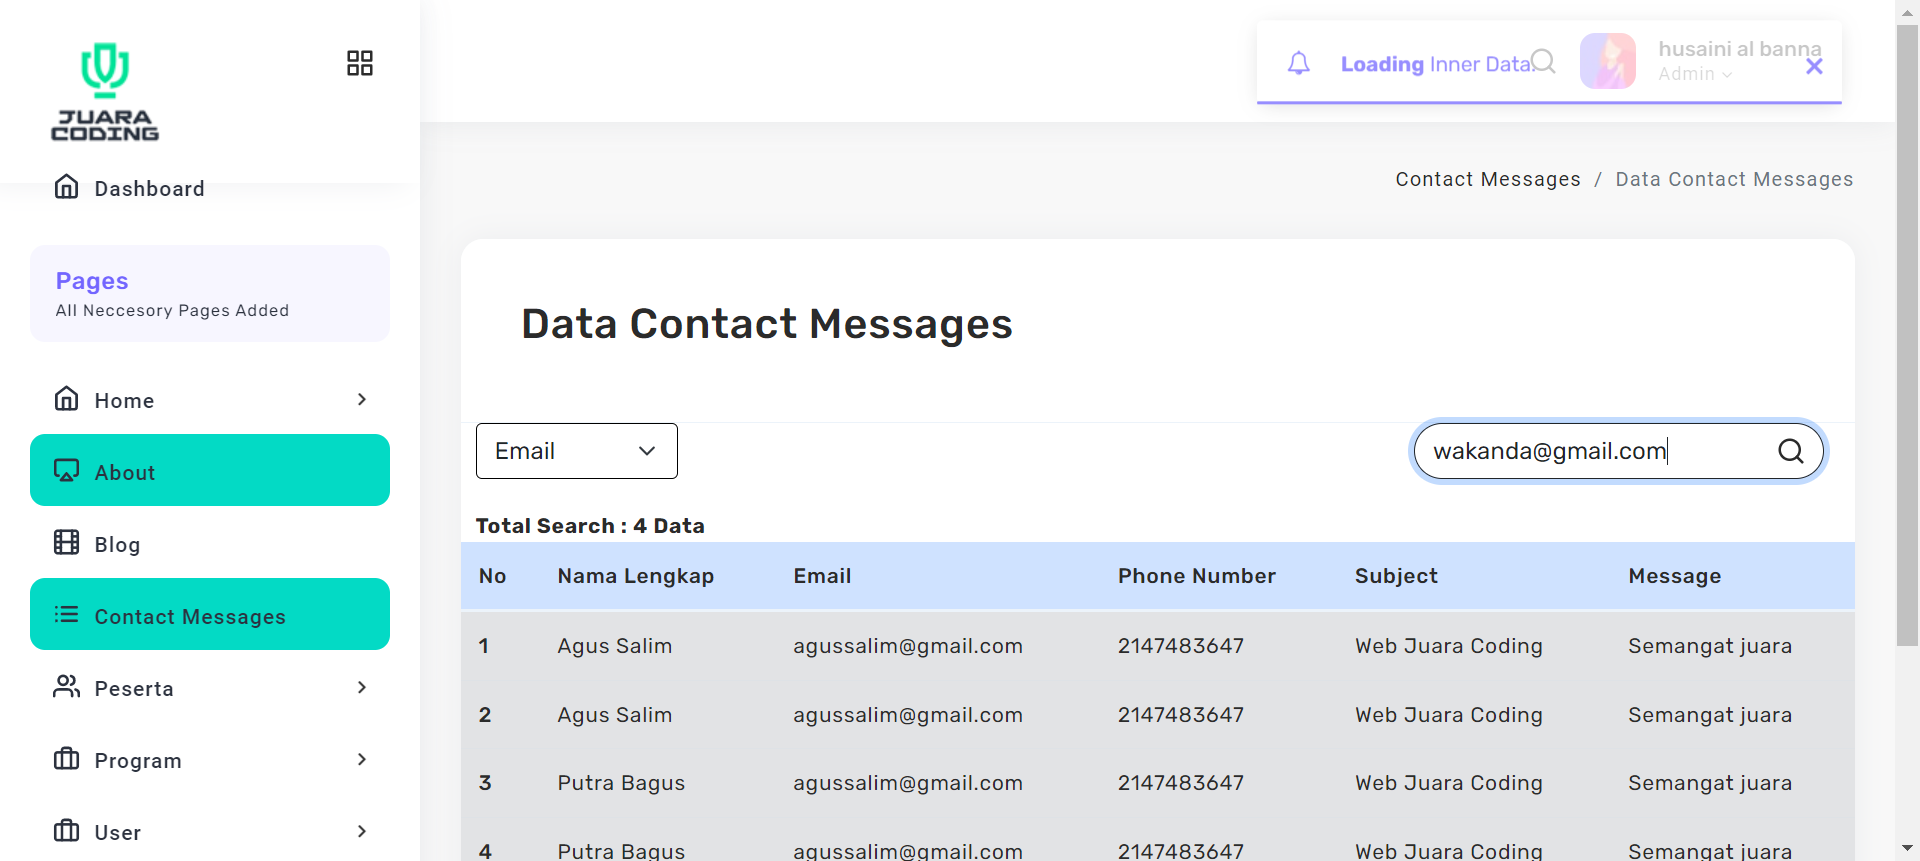 JUARA
CODING
Dashboard
Pages
All Neccesory Pages Added
Home
About
Blog
Contact Messages
Peserta
Program
User
Loading Inner Data.
husaini al banna
Admin
Contact Messages / Data Contact Messages
Data Contact Messages
Email
wakanda@gmail.com
Total Search : 4 Data
No Nama Lengkap Email Phone Number Subject Message
1 Agus Salim agussalim@gmail.com 2147483647 Web Juara Coding Semangat juara
2 Agus Salim agussalim@gmail.com 2147483647 Web Juara Coding Semangat juara
3 Putra Bagus agussalim@gmail.com 2147483647 Web Juara Coding Semangat juara
4 Putra Bagus agussalim@gmail.com 2147483647 Web Juara Coding Semangat juara